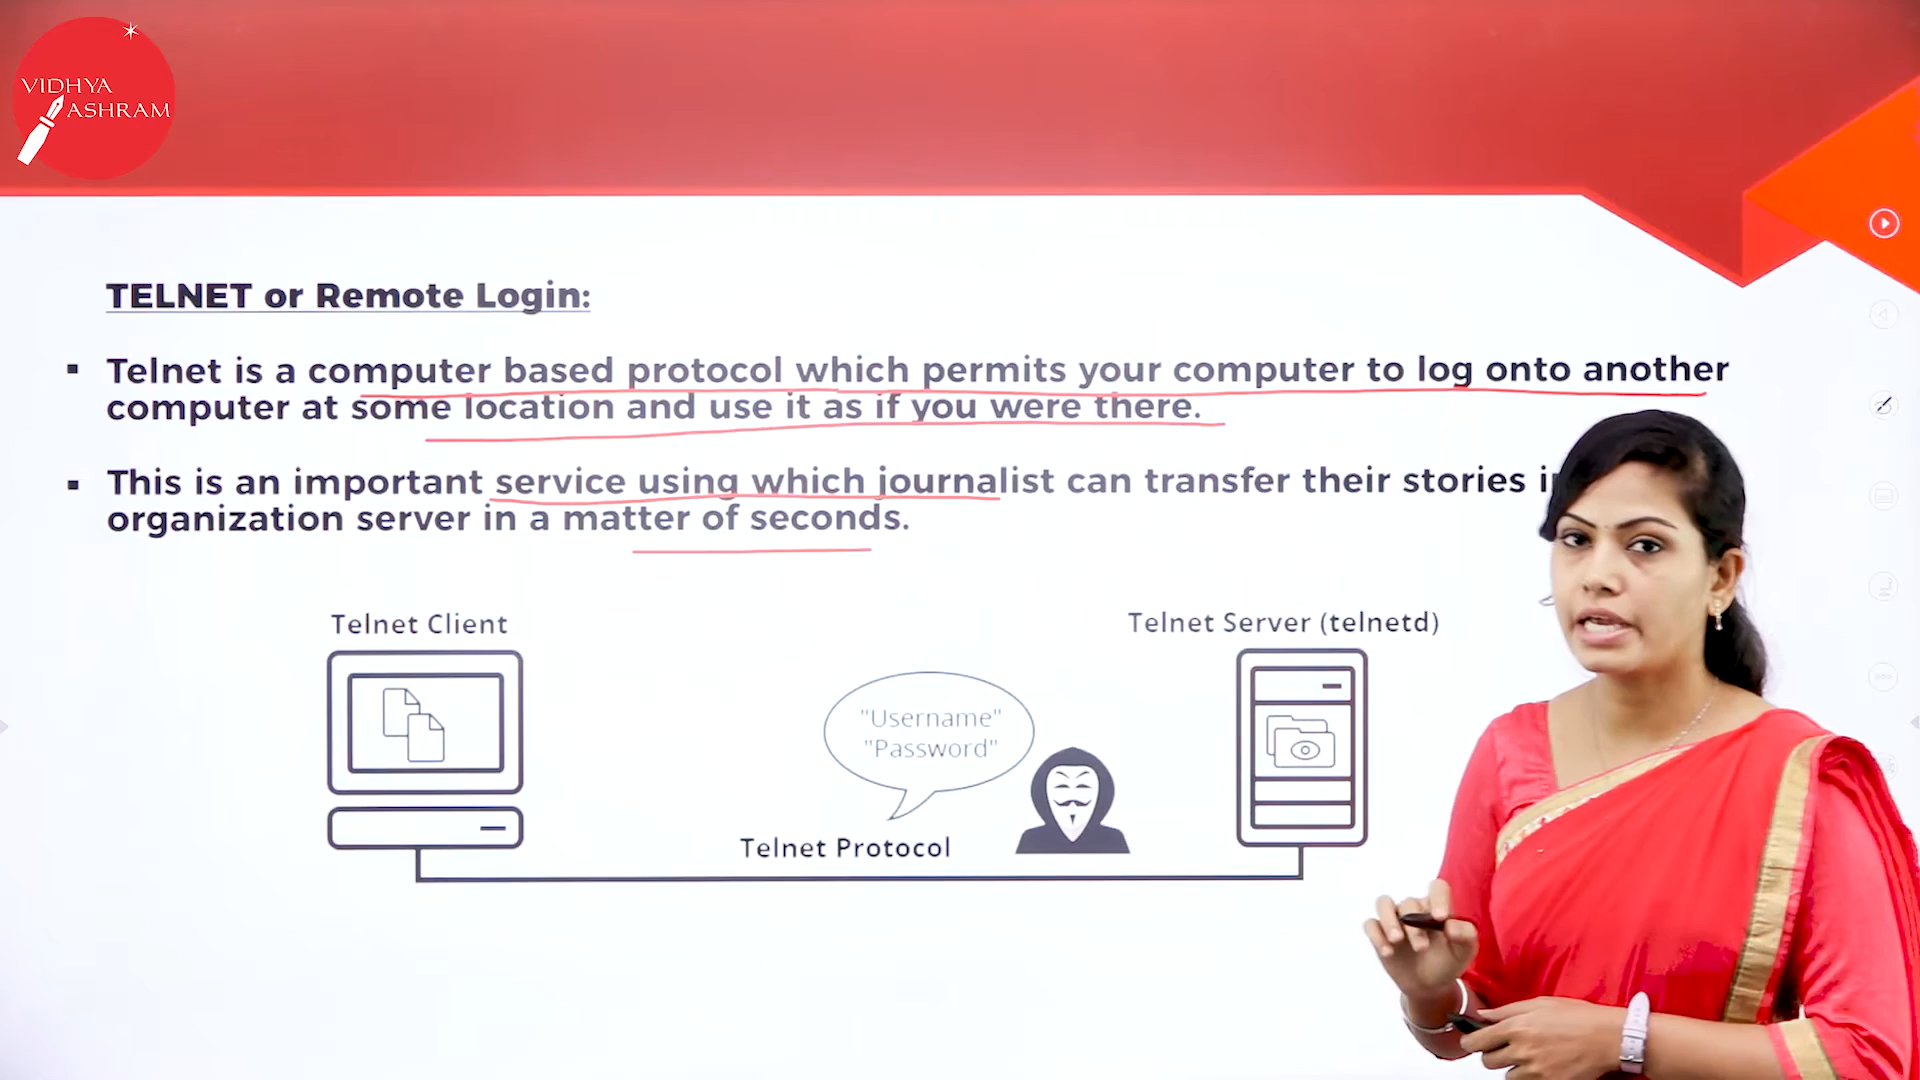 VIDHYA
ASHRAM
TELNET or Remote Login:
▪ Telnet is a computer based protocol which permits your computer to log onto another
computer at some location and use it as if you were there.
▪ This is an important service using which journalist can transfer their stories
organization server in a matter of seconds.
Telnet Client
Telnet Server (telnetd)
"Username"
"Password"
Telnet Protocol